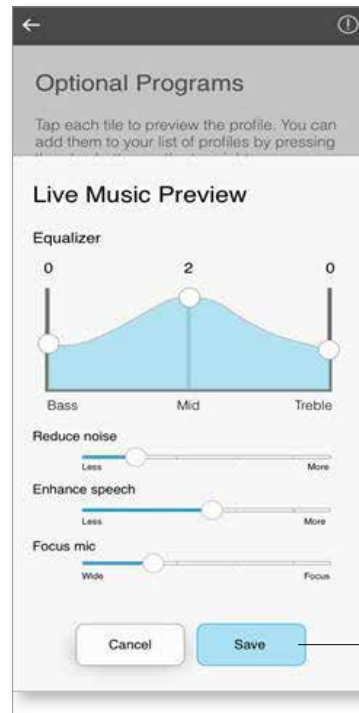 Optional Programs
Tap each tile to preview the profile. You can
add them to your list of profiles by pressing
Live Music Preview
Equalizer
0 2 0
Bass Mid Treble
Reduce noise
Less More
Enhance speech
Less More
Focus mic
Wide Focus
Cancel Save